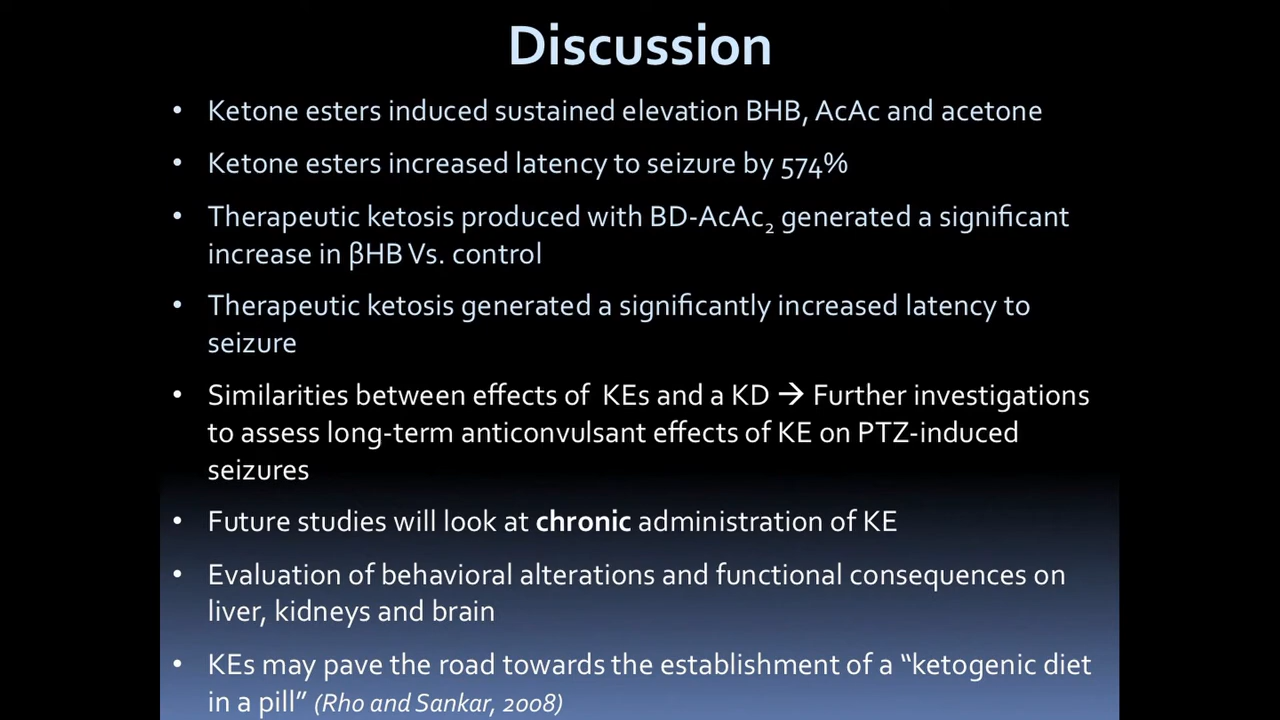 Discussion
• Ketone esters induced sustained elevation BHB, AcAc and acetone
• Ketone esters increased latency to seizure by 574%
• Therapeutic ketosis produced with BD-AcAc₂ generated a significant
increase in βHB Vs. control
• Therapeutic ketosis generated a significantly increased latency to
seizure
• Similarities between effects of  KEs and a KD → Further investigations
to assess long-term anticonvulsant effects of KE on PTZ-induced
seizures
• Future studies will look at chronic administration of KE
• Evaluation of behavioral alterations and functional consequences on
liver, kidneys and brain
• KEs may pave the road towards the establishment of a “ketogenic diet
in a pill” (Rho and Sankar, 2008)